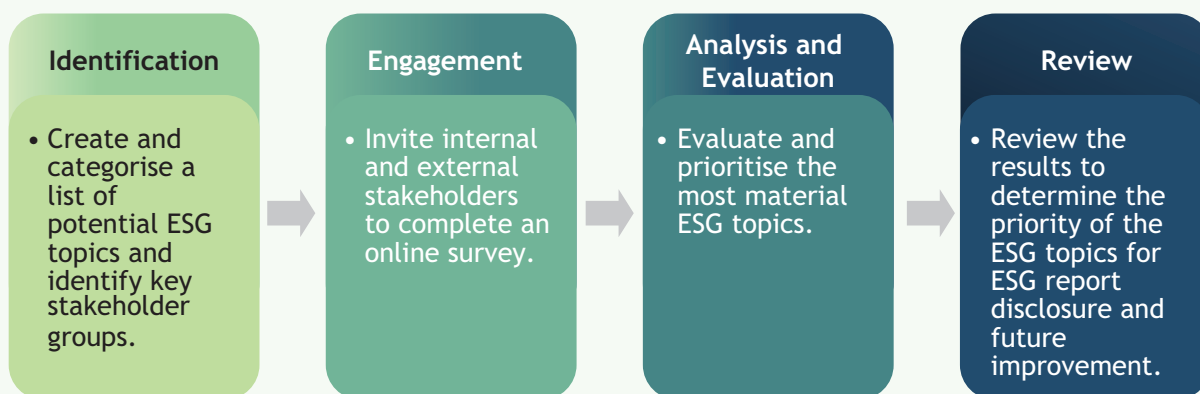 Identification
• Create and
categorise a
list of
potential ESG
topics and
identify key
stakeholder
groups.
Engagement
• Invite internal
and external
stakeholders
to complete an
online survey.
Analysis and
Evaluation
• Evaluate and
prioritise the
most material
ESG topics.
Review
• Review the
results to
determine the
priority of the
ESG topics for
ESG report
disclosure and
future
improvement.